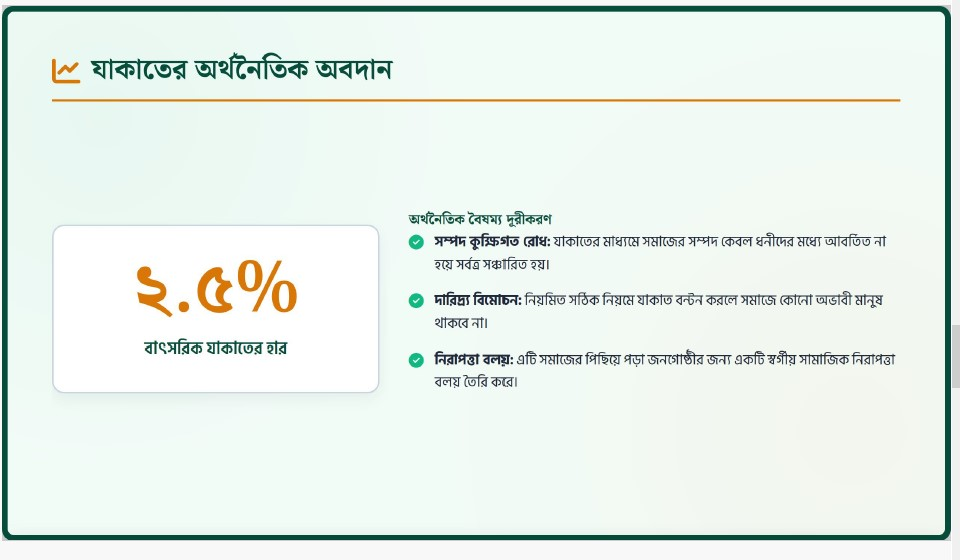 যাকাতের অর্থনৈতিক অবদান
২.৫%
বাৎসরিক যাকাতের হার
অর্থনৈতিক বৈষম্য দূরীকরণ
সম্পদ কুক্ষিগত রোধ: যাকাতের মাধ্যমে সমাজের সম্পদ কেবল ধনীদের মধ্যে আবর্তিত না
হয়ে সর্বত্র সঞ্চারিত হয়।
দারিদ্র্য বিমোচন: নিয়মিত সঠিক নিয়মে যাকাত বন্টন করলে সমাজে কোনো অভাবী মানুষ
থাকবে না।
নিরাপত্তা বলয়: এটি সমাজের পিছিয়ে পড়া জনগোষ্ঠীর জন্য একটি স্বর্গীয় সামাজিক নিরাপত্তা
বলয় তৈরি করে।